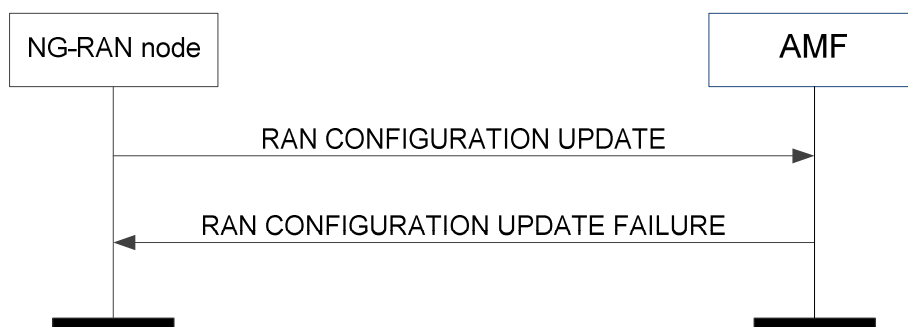 NG-RAN node
AMF
RAN CONFIGURATION UPDATE
RAN CONFIGURATION UPDATE FAILURE